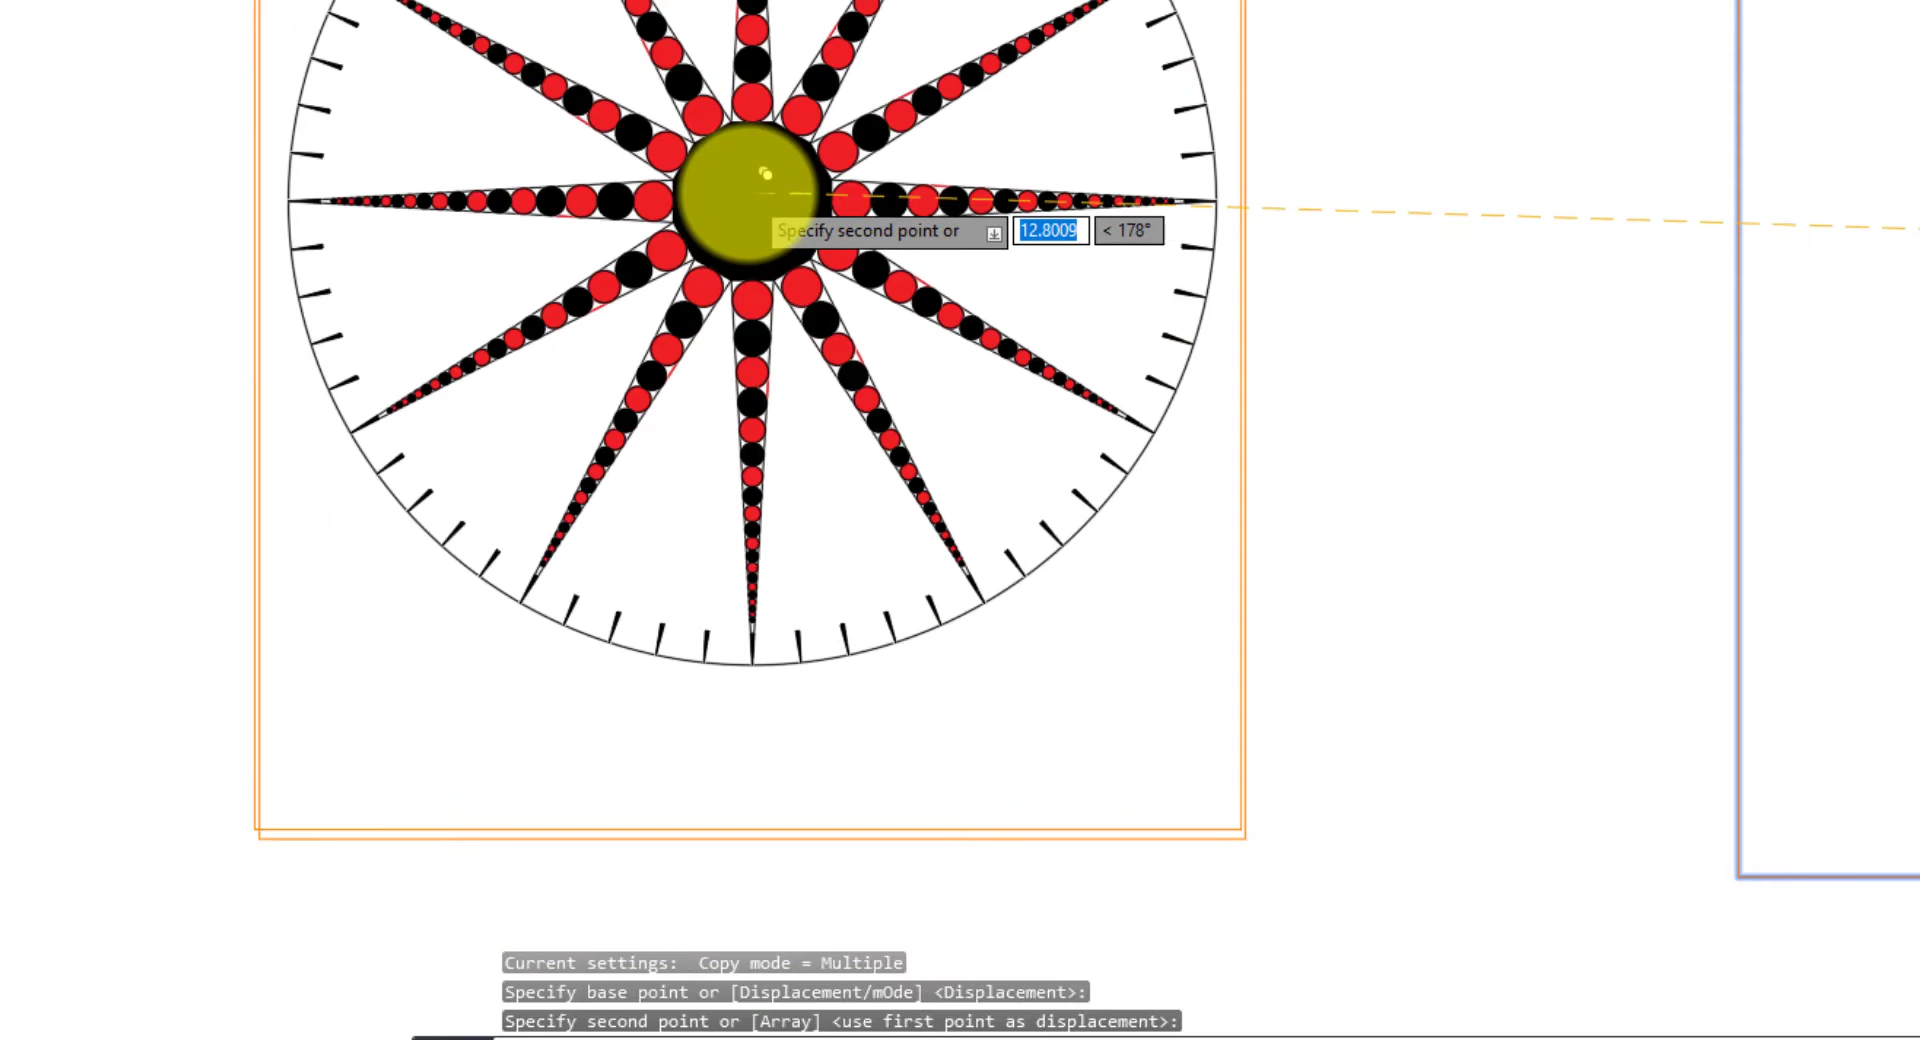 Specify second point or 12.8009 < 178°
Current settings:  Copy mode = Multiple
Specify base point or [Displacement/mOde] <Displacement>:
Specify second point or [Array] <use first point as displacement>: